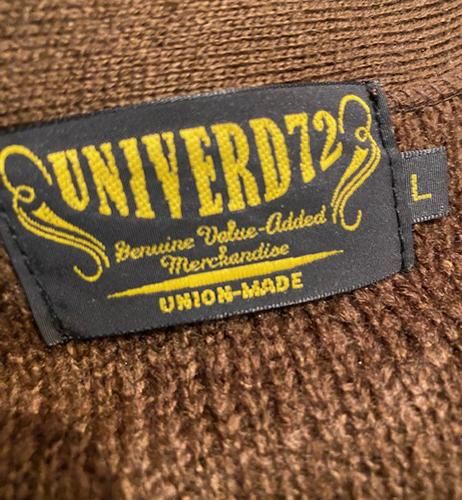 UNIVERD72
Genuine Value-Added
Merchandise
UNION-MADE
L